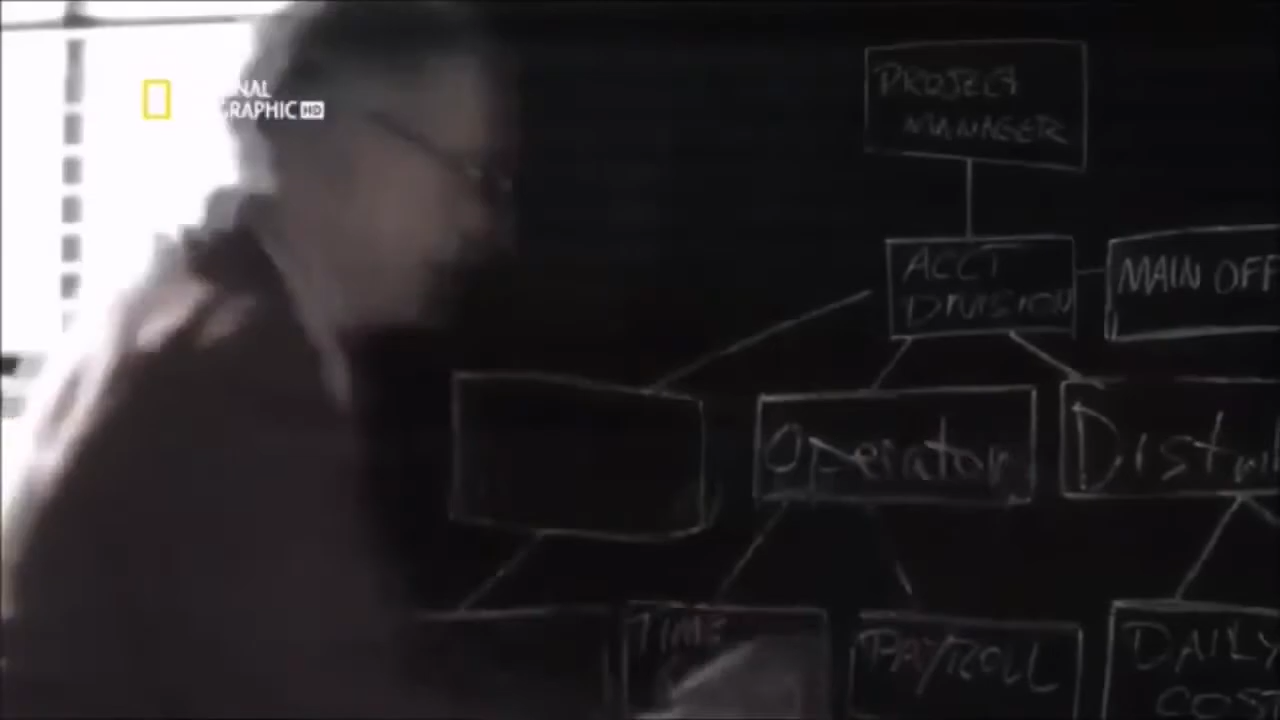 NAL
GRAPHIC HD
PROJECT
MANAGER
ACCT
DIVISION
MAIN OFF
Operator
Distri
TIME
PAYROLL
DAILY
COST